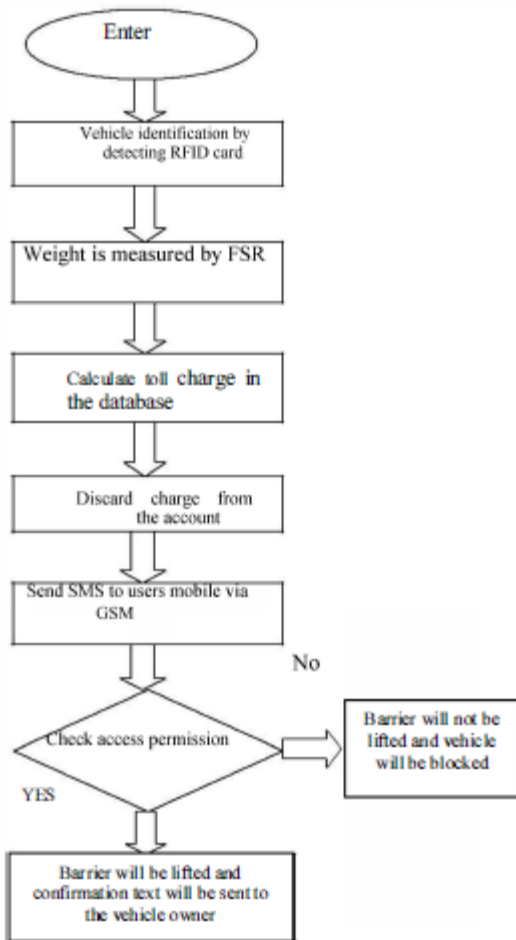 Enter
Vehicle identification by
detecting RFID card
Weight is measured by FSR
Calculate toll charge in
the database
Discard charge from
the account
Send SMS to users mobile via
GSM
No
Check access permission
Barrier will not be
lifted and vehicle
will be blocked
YES
Barrier will be lifted and
confirmation text will be sent to
the vehicle owner